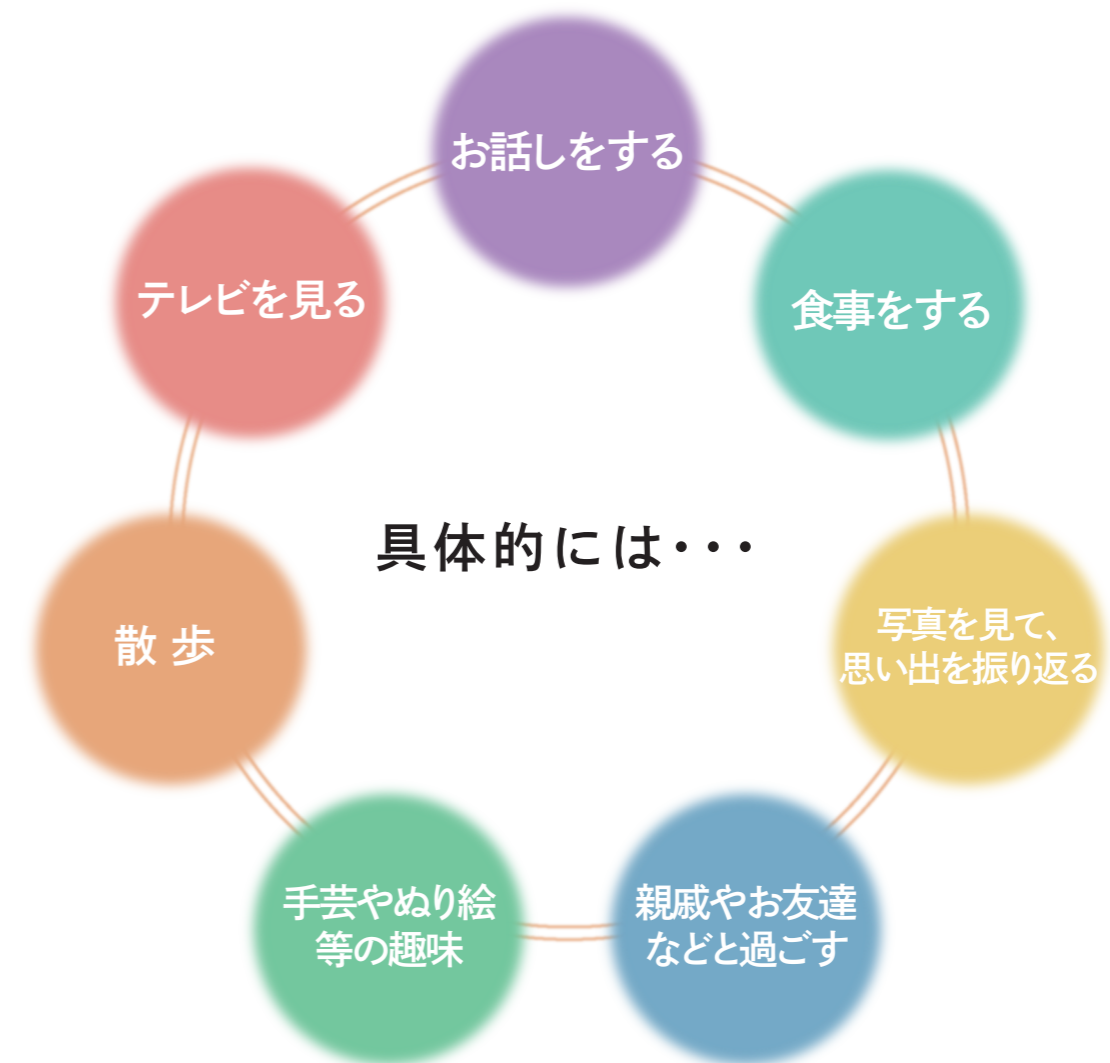 お話しをする
食事をする
写真を見て、
思い出を振り返る
親戚やお友達
などと過ごす
手芸やぬり絵
等の趣味
散歩
テレビを見る
具体的には・・・